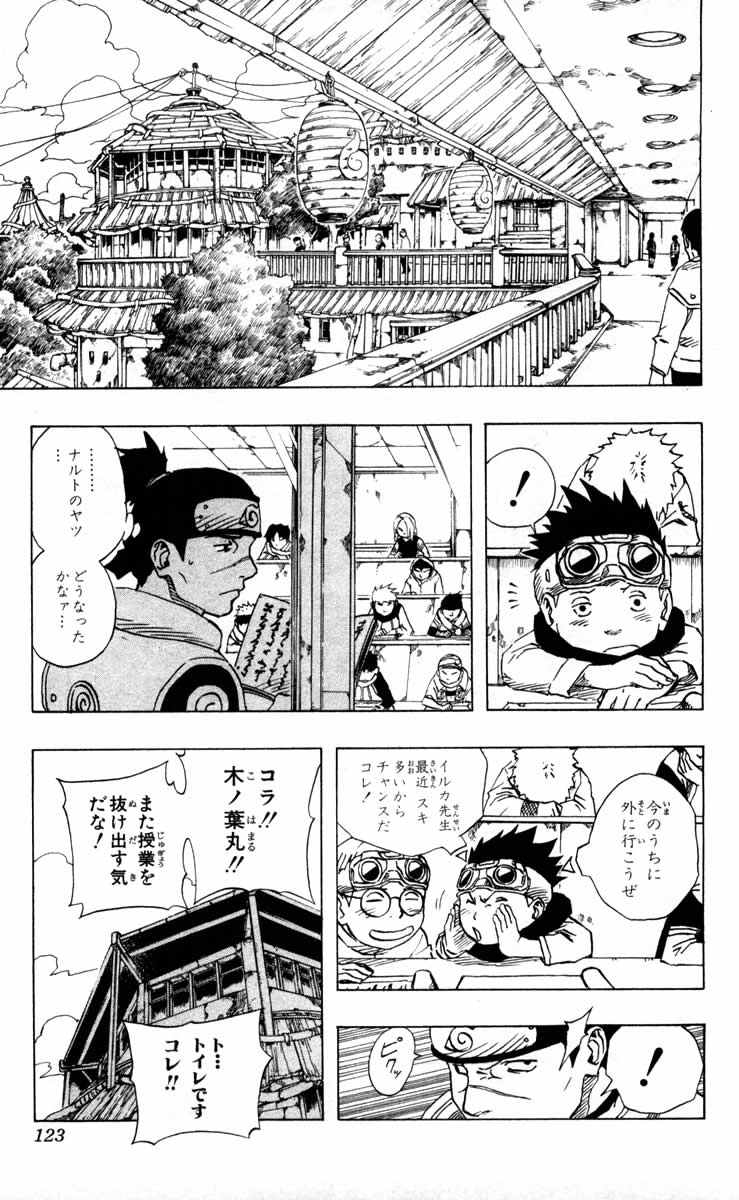 ！
………
………
ナルトのヤツ
どうなった
かなァ…
今のうちに
外に行こうぜ
イルカ先生
最近スキ
多いから
チャンスだ
コレ！
！
ピクッ
コラ！！
木ノ葉丸！！
また授業を
抜け出す気
だな！
ト…
トイレです
コレ！！
123